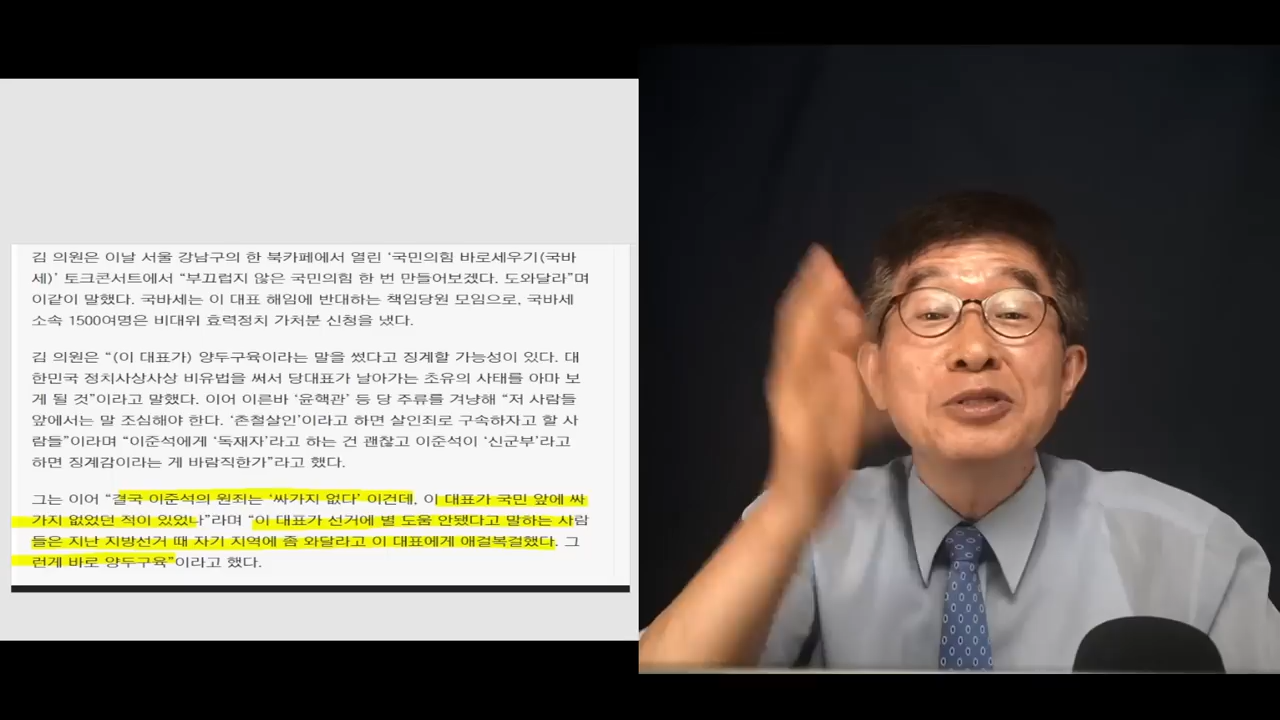 김 의원은 이날 서울 강남구의 한 북카페에서 열린 ‘국민의힘 바로세우기(국바
세)’ 토크콘서트에서 “부끄럽지 않은 국민의힘 한 번 만들어보겠다. 도와달라”며
이같이 말했다. 국바세는 이 대표 해임에 반대하는 책임당원 모임으로, 국바세
소속 1500여명은 비대위 효력정치 가처분 신청을 냈다.
김 의원은 “(이 대표가) 양두구육이라는 말을 썼다고 징계할 가능성이 있다. 대
한민국 정치사상사상 비유법을 써서 당대표가 날아가는 초유의 사태를 아마 보
게 될 것”이라고 말했다. 이어 이른바 ‘윤핵관’ 등 당 주류를 겨냥해 “저 사람들
앞에서는 말 조심해야 한다. ‘촌철살인’이라고 하면 살인죄로 구속하자고 할 사
람들”이라며 “이준석에게 ‘독재자’라고 하는 건 괜찮고 이준석이 ‘신군부’라고
하면 징계감이라는 게 바람직한가”라고 했다.
그는 이어 “결국 이준석의 원죄는 ‘싸가지 없다’ 이건데, 이 대표가 국민 앞에 싸
가지 없었던 적이 있었나”라며 “이 대표가 선거에 별 도움 안됐다고 말하는 사람
들은 지난 지방선거 때 자기 지역에 좀 와달라고 이 대표에게 애걸복걸했다. 그
런게 바로 양두구육”이라고 했다.